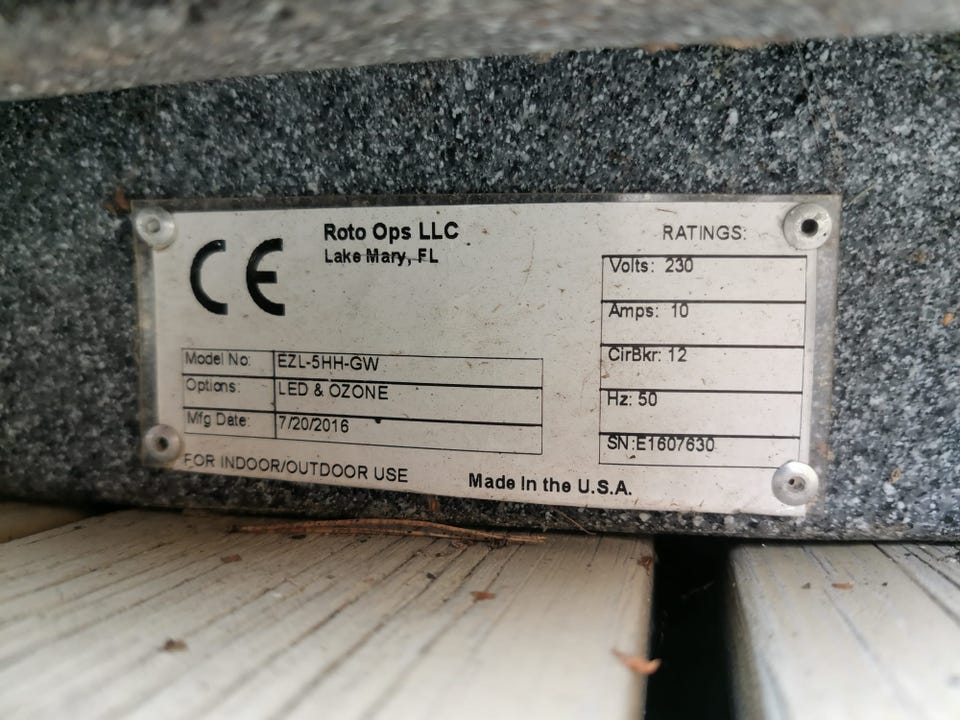 CE
Roto Ops LLC
Lake Mary, FL
Model No: EZL-5HH-GW
Options: LED & OZONE
Mfg Date: 7/20/2016
FOR INDOOR/OUTDOOR USE
Made In the U.S.A.
RATINGS:
Volts: 230
Amps: 10
CirBkr: 12
Hz: 50
SN:E1607630